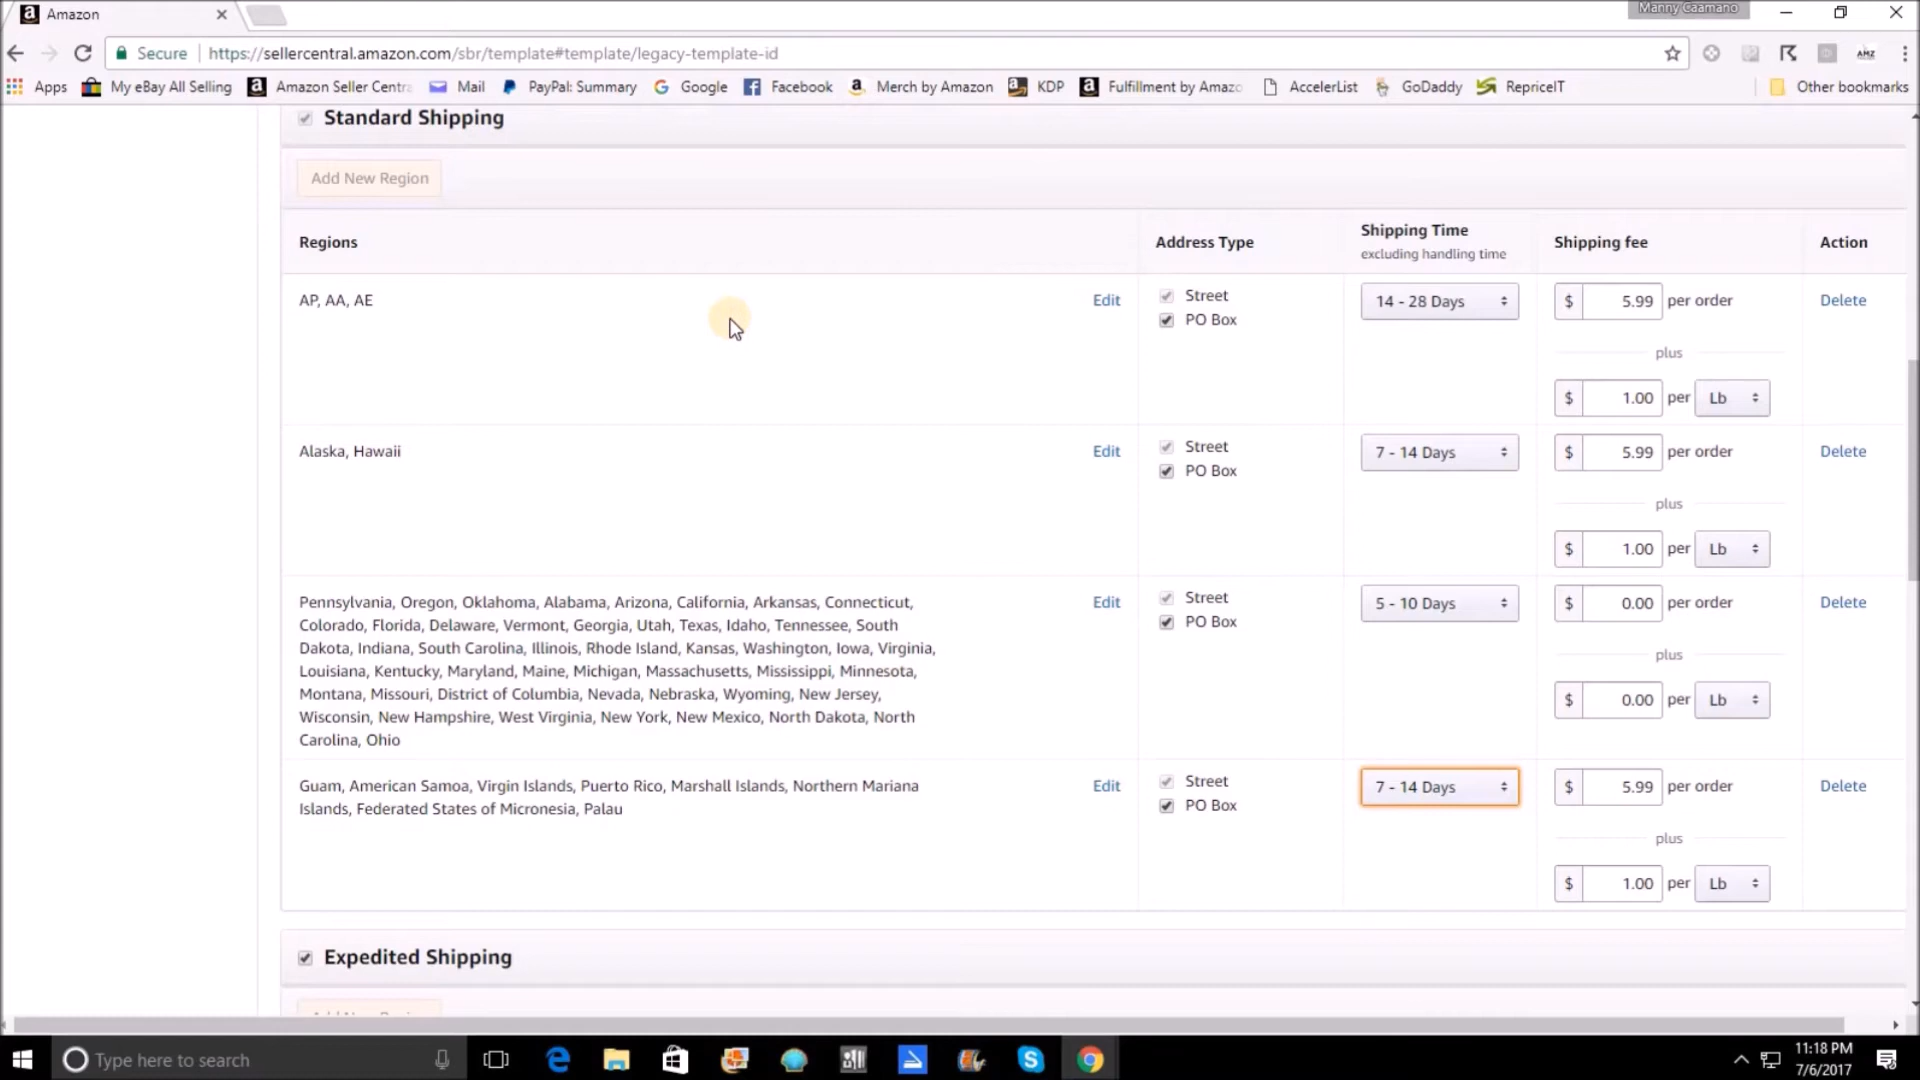 Amazon
Manny Caamano
Secure https://sellercentral.amazon.com/sbr/template#template/legacy-template-id
Apps My eBay All Selling Amazon Seller Centra Mail PayPal: Summary Google Facebook Merch by Amazon KDP Fulfillment by Amazo AccelerList GoDaddy RepriceIT Other bookmarks
Standard Shipping
Add New Region
Regions Address Type Shipping Time Shipping fee Action
excluding handling time
AP, AA, AE Edit Street 14 - 28 Days $ 5.99 per order Delete
PO Box
plus
$ 1.00 per Lb
Alaska, Hawaii Edit Street 7 - 14 Days $ 5.99 per order Delete
PO Box
plus
$ 1.00 per Lb
Pennsylvania, Oregon, Oklahoma, Alabama, Arizona, California, Arkansas, Connecticut, Edit Street 5 - 10 Days $ 0.00 per order Delete
Colorado, Florida, Delaware, Vermont, Georgia, Utah, Texas, Idaho, Tennessee, South PO Box
Dakota, Indiana, South Carolina, Illinois, Rhode Island, Kansas, Washington, Iowa, Virginia, plus
Louisiana, Kentucky, Maryland, Maine, Michigan, Massachusetts, Mississippi, Minnesota,
Montana, Missouri, District of Columbia, Nevada, Nebraska, Wyoming, New Jersey, $ 0.00 per Lb
Wisconsin, New Hampshire, West Virginia, New York, New Mexico, North Dakota, North
Carolina, Ohio
Guam, American Samoa, Virgin Islands, Puerto Rico, Marshall Islands, Northern Mariana Edit Street 7 - 14 Days $ 5.99 per order Delete
Islands, Federated States of Micronesia, Palau PO Box
plus
$ 1.00 per Lb
Expedited Shipping
Type here to search
11:18 PM
7/6/2017